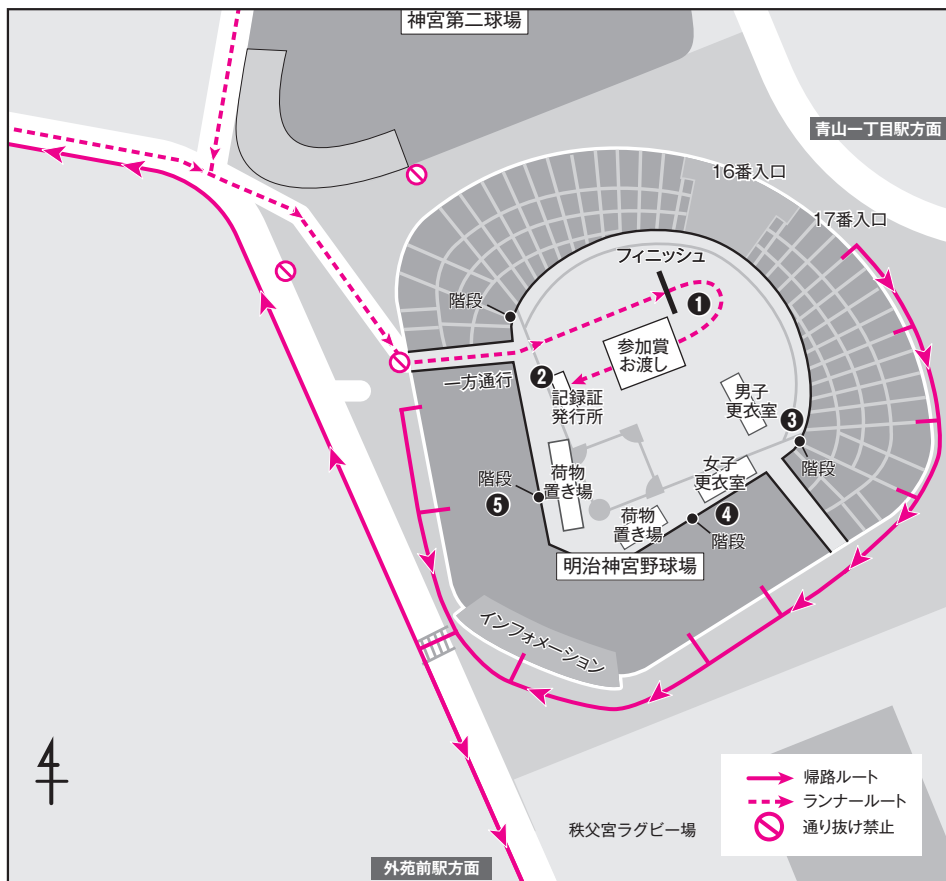 神宮第二球場
青山一丁目駅方面
16番入口
17番入口
フィニッシュ
❶
階段
参加賞
お渡し
一方通行
❷
記録証
発行所
男子
更衣室
❸
階段
女子
更衣室
荷物
置き場
階段
❺
荷物
置き場
❹
階段
明治神宮野球場
インフォメーション
帰路ルート
ランナールート
通り抜け禁止
秩父宮ラグビー場
外苑前駅方面
4